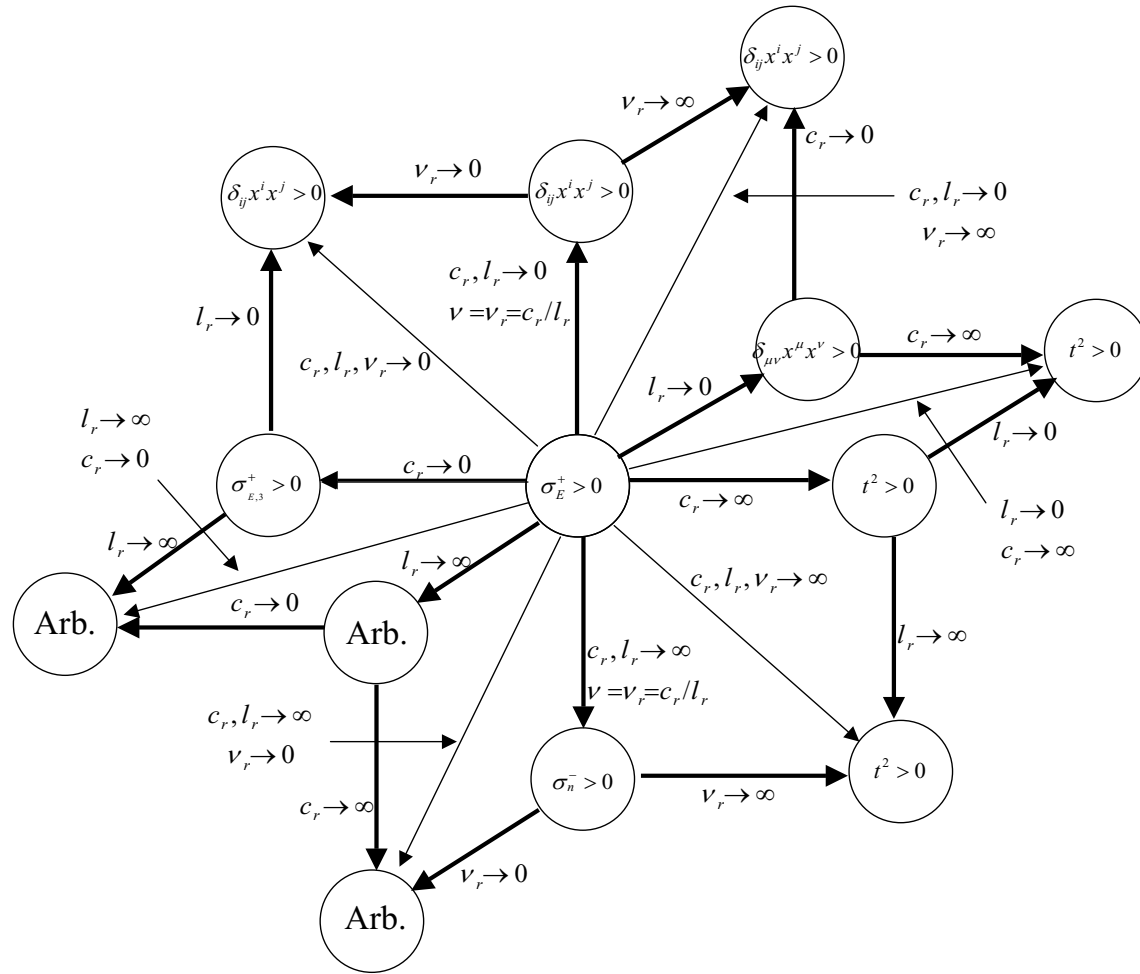 δ_{ij} x^i x^j > 0
ν_r → ∞
c_r → 0
ν_r → 0
δ_{ij} x^i x^j > 0
δ_{ij} x^i x^j > 0
c_r, l_r → 0
ν_r → ∞
c_r, l_r → 0
ν = ν_r = c_r / l_r
l_r → 0
c_r → ∞
δ_{μν} x^μ x^ν > 0
t^2 > 0
c_r, l_r, ν_r → 0
l_r → 0
l_r → ∞
c_r → 0
l_r → 0
c_r → 0
σ^+_{E,3} > 0
σ^+_E > 0
c_r → ∞
t^2 > 0
l_r → 0
c_r → ∞
l_r → ∞
l_r → ∞
c_r, l_r, ν_r → ∞
c_r → 0
Arb.
Arb.
l_r → ∞
c_r, l_r → ∞
ν = ν_r = c_r / l_r
c_r, l_r → ∞
ν_r → 0
c_r → ∞
σ^-_n > 0
ν_r → ∞
t^2 > 0
ν_r → 0
Arb.